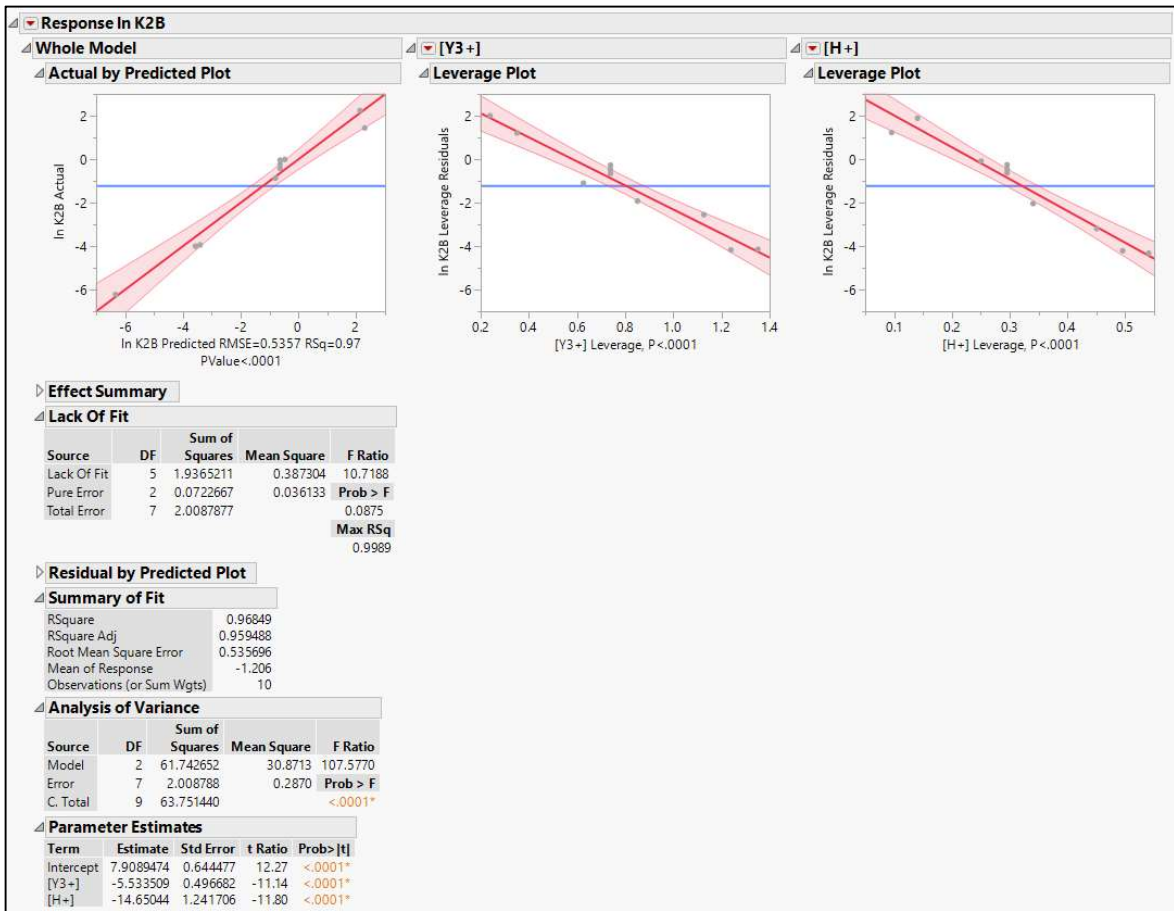 Response ln K2B
Whole Model
Actual by Predicted Plot
ln K2B Actual
2
0
-2
-4
-6
-6 -4 -2 0 2
ln K2B Predicted RMSE=0.5357 RSq=0.97
PValue<.0001
[Y3+]
Leverage Plot
ln K2B Leverage Residuals
2
0
-2
-4
-6
0.2 0.4 0.6 0.8 1.0 1.2 1.4
[Y3+] Leverage, P<.0001
[H+]
Leverage Plot
ln K2B Leverage Residuals
2
0
-2
-4
-6
0.1 0.2 0.3 0.4 0.5
[H+] Leverage, P<.0001
Effect Summary
Lack Of Fit
Sum of
Source DF Squares Mean Square F Ratio
Lack Of Fit 5 1.9365211 0.387304 10.7188
Pure Error 2 0.0722667 0.036133 Prob > F
Total Error 7 2.0087877 0.0875
Max RSq
0.9989
Residual by Predicted Plot
Summary of Fit
RSquare 0.96849
RSquare Adj 0.959488
Root Mean Square Error 0.535696
Mean of Response -1.206
Observations (or Sum Wgts) 10
Analysis of Variance
Sum of
Source DF Squares Mean Square F Ratio
Model 2 61.742652 30.8713 107.5770
Error 7 2.008788 0.2870 Prob > F
C. Total 9 63.751440 <.0001*
Parameter Estimates
Term Estimate Std Error t Ratio Prob>|t|
Intercept 7.9089474 0.644477 12.27 <.0001*
[Y3+] -5.533509 0.496682 -11.14 <.0001*
[H+] -14.65044 1.241706 -11.80 <.0001*